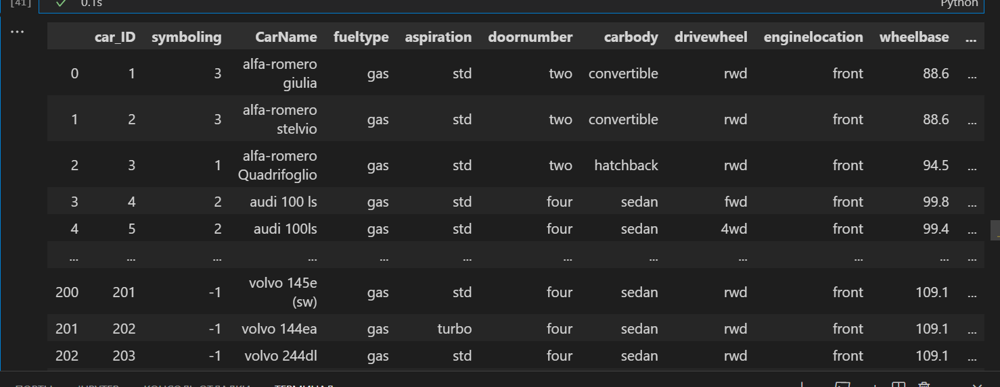 [41] 0.1s Python
...
car_ID symboling CarName fueltype aspiration doornumber carbody drivewheel enginelocation wheelbase ...
0 1 3 alfa-romero giulia gas std two convertible rwd front 88.6 ...
1 2 3 alfa-romero stelvio gas std two convertible rwd front 88.6 ...
2 3 1 alfa-romero Quadrifoglio gas std two hatchback rwd front 94.5 ...
3 4 2 audi 100 ls gas std four sedan fwd front 99.8 ...
4 5 2 audi 100ls gas std four sedan 4wd front 99.4 ...
... ... ... ... ... ... ... ... ... ... ... ...
200 201 -1 volvo 145e (sw) gas std four sedan rwd front 109.1 ...
201 202 -1 volvo 144ea gas turbo four sedan rwd front 109.1 ...
202 203 -1 volvo 244dl gas std four sedan rwd front 109.1 ...
ПОРТЫ JUPYTER КОНСОЛЬ ОТЛАДКИ ТЕРМИНАЛ